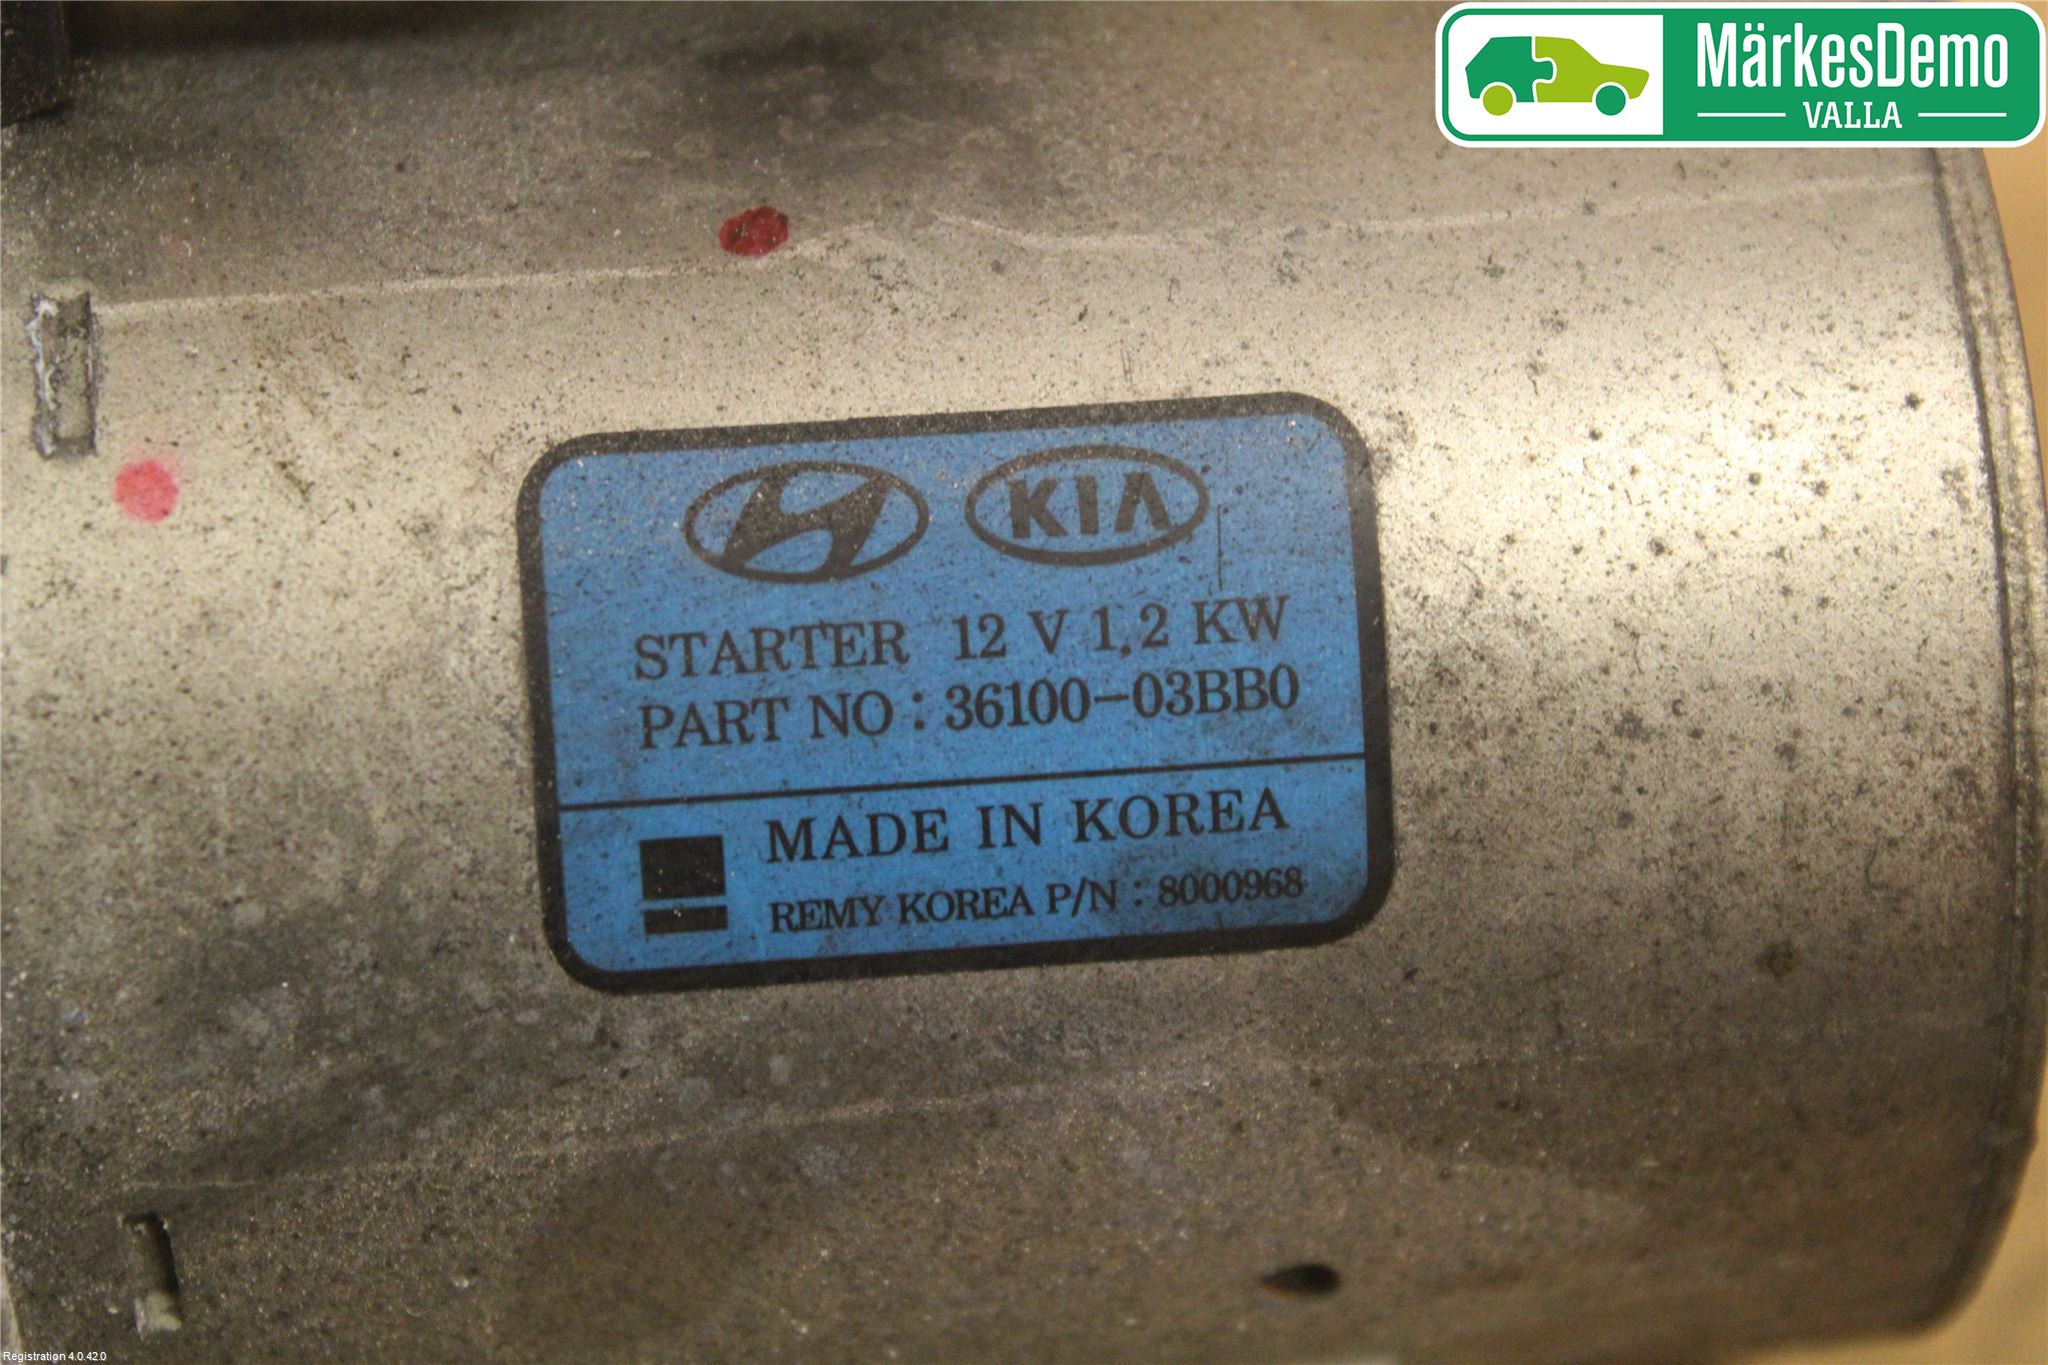 MärkesDemo
VALLA
KIA
STARTER 12 V 1.2 KW
PART NO : 36100-03BB0
MADE IN KOREA
REMY KOREA P/N : 8000968
Registration 4.0.42.0